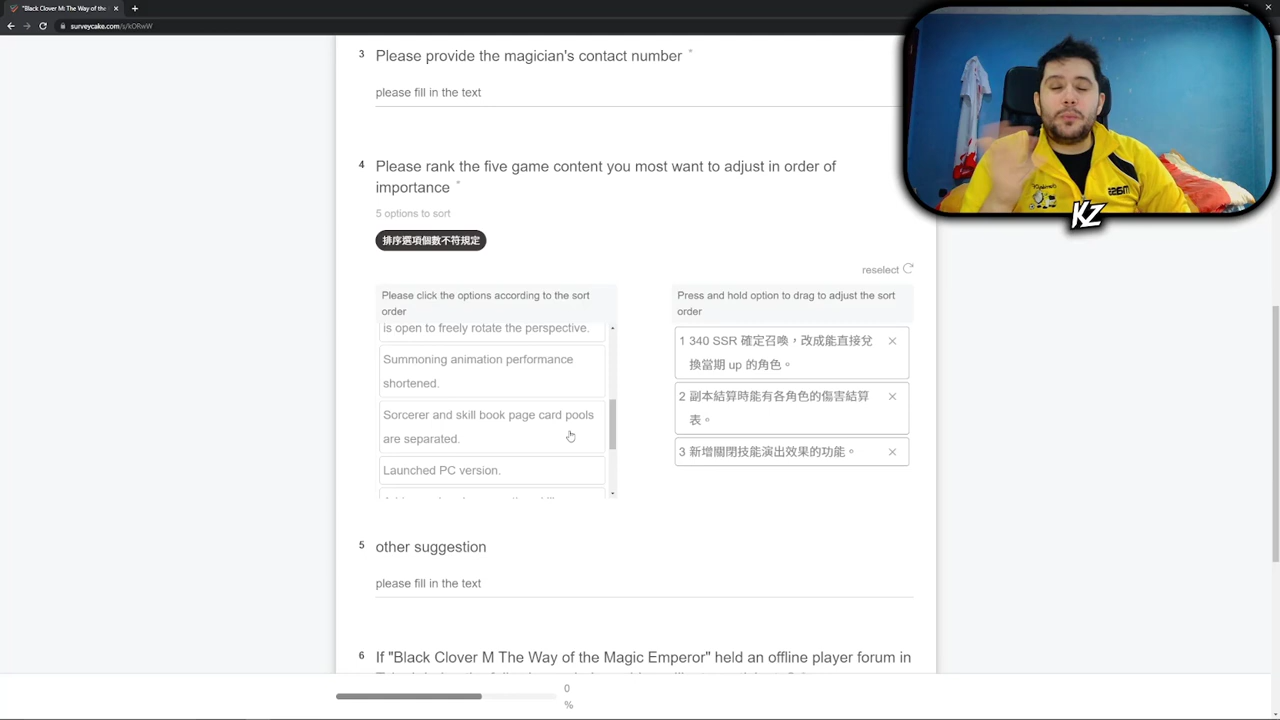 "Black Clover M: The Way of the
surveycake.com/s/kORwW
3 Please provide the magician's contact number *
please fill in the text
4 Please rank the five game content you most want to adjust in order of
importance *
5 options to sort
排序選項個數不符規定
reselect
Please click the options according to the sort
order
is open to freely rotate the perspective.
Summoning animation performance
shortened.
Sorcerer and skill book page card pools
are separated.
Launched PC version.
Press and hold option to drag to adjust the sort
order
1 340 SSR 確定召喚，改成能直接兌
換當期 up 的角色。
2 副本結算時能有各角色的傷害結算
表。
3 新增關閉技能演出效果的功能。
5 other suggestion
please fill in the text
6 If "Black Clover M The Way of the Magic Emperor" held an offline player forum in
0
%
KZ